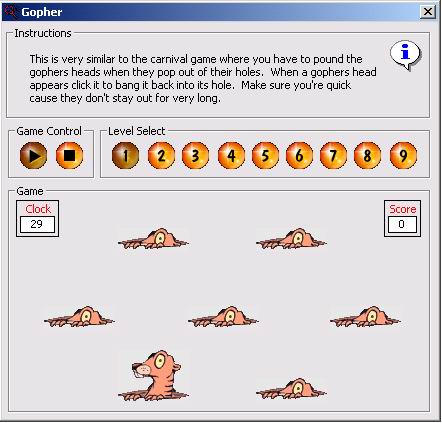 Gopher
Instructions
This is very similar to the carnival game where you have to pound the
gophers heads when they pop out of their holes. When a gophers head
appears click it to bang it back into its hole. Make sure you're quick
cause they don't stay out for very long.
Game Control
Level Select
1 2 3 4 5 6 7 8 9
Game
Clock
29
Score
0